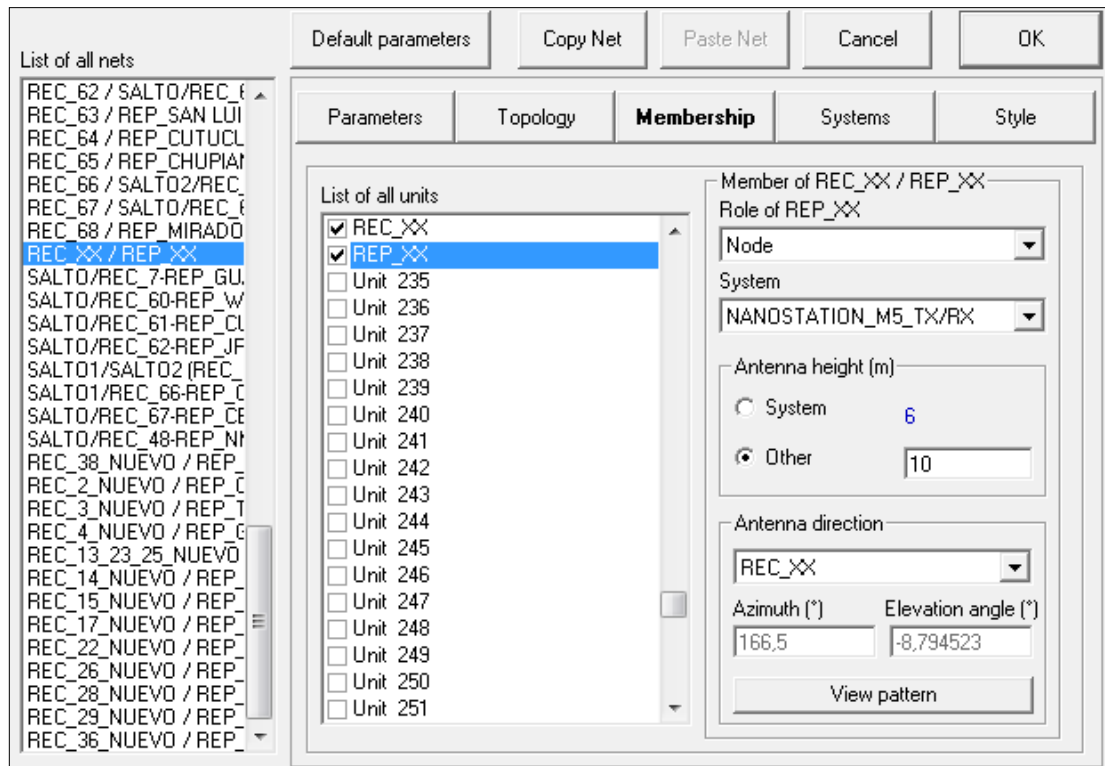 Default parameters
Copy Net
Paste Net
Cancel
OK
List of all nets
REC_62 / SALTO/REC_
REC_63 / REP_SAN LUI
REC_64 / REP_CUTUCL
REC_65 / REP_CHUPIAN
REC_66 / SALTO2/REC_
REC_67 / SALTO/REC_
REC_68 / REP_MIRADO
REC_XX / REP_XX
SALTO/REC_7-REP_GU
SALTO/REC_60-REP_W
SALTO/REC_61-REP_CL
SALTO/REC_62-REP_JF
SALTO1/SALTO2 (REC_
SALTO1/REC_66-REP_
SALTO/REC_67-REP_CE
SALTO/REC_48-REP_N
REC_38_NUEVO / REP_
REC_2_NUEVO / REP_
REC_3_NUEVO / REP_T
REC_4_NUEVO / REP_
REC_13_23_25_NUEVO
REC_14_NUEVO / REP_
REC_15_NUEVO / REP_
REC_17_NUEVO / REP_
REC_22_NUEVO / REP_
REC_26_NUEVO / REP_
REC_28_NUEVO / REP_
REC_29_NUEVO / REP_
REC_36_NUEVO / REP_
Parameters
Topology
Membership
Systems
Style
List of all units
REC_XX
REP_XX
Unit 235
Unit 236
Unit 237
Unit 238
Unit 239
Unit 240
Unit 241
Unit 242
Unit 243
Unit 244
Unit 245
Unit 246
Unit 247
Unit 248
Unit 249
Unit 250
Unit 251
Member of REC_XX / REP_XX
Role of REP_XX
Node
System
NANOSTATION_M5_TX/RX
Antenna height (m)
System 6
Other 10
Antenna direction
REC_XX
Azimuth (°) Elevation angle (°)
166,5 -8,794523
View pattern